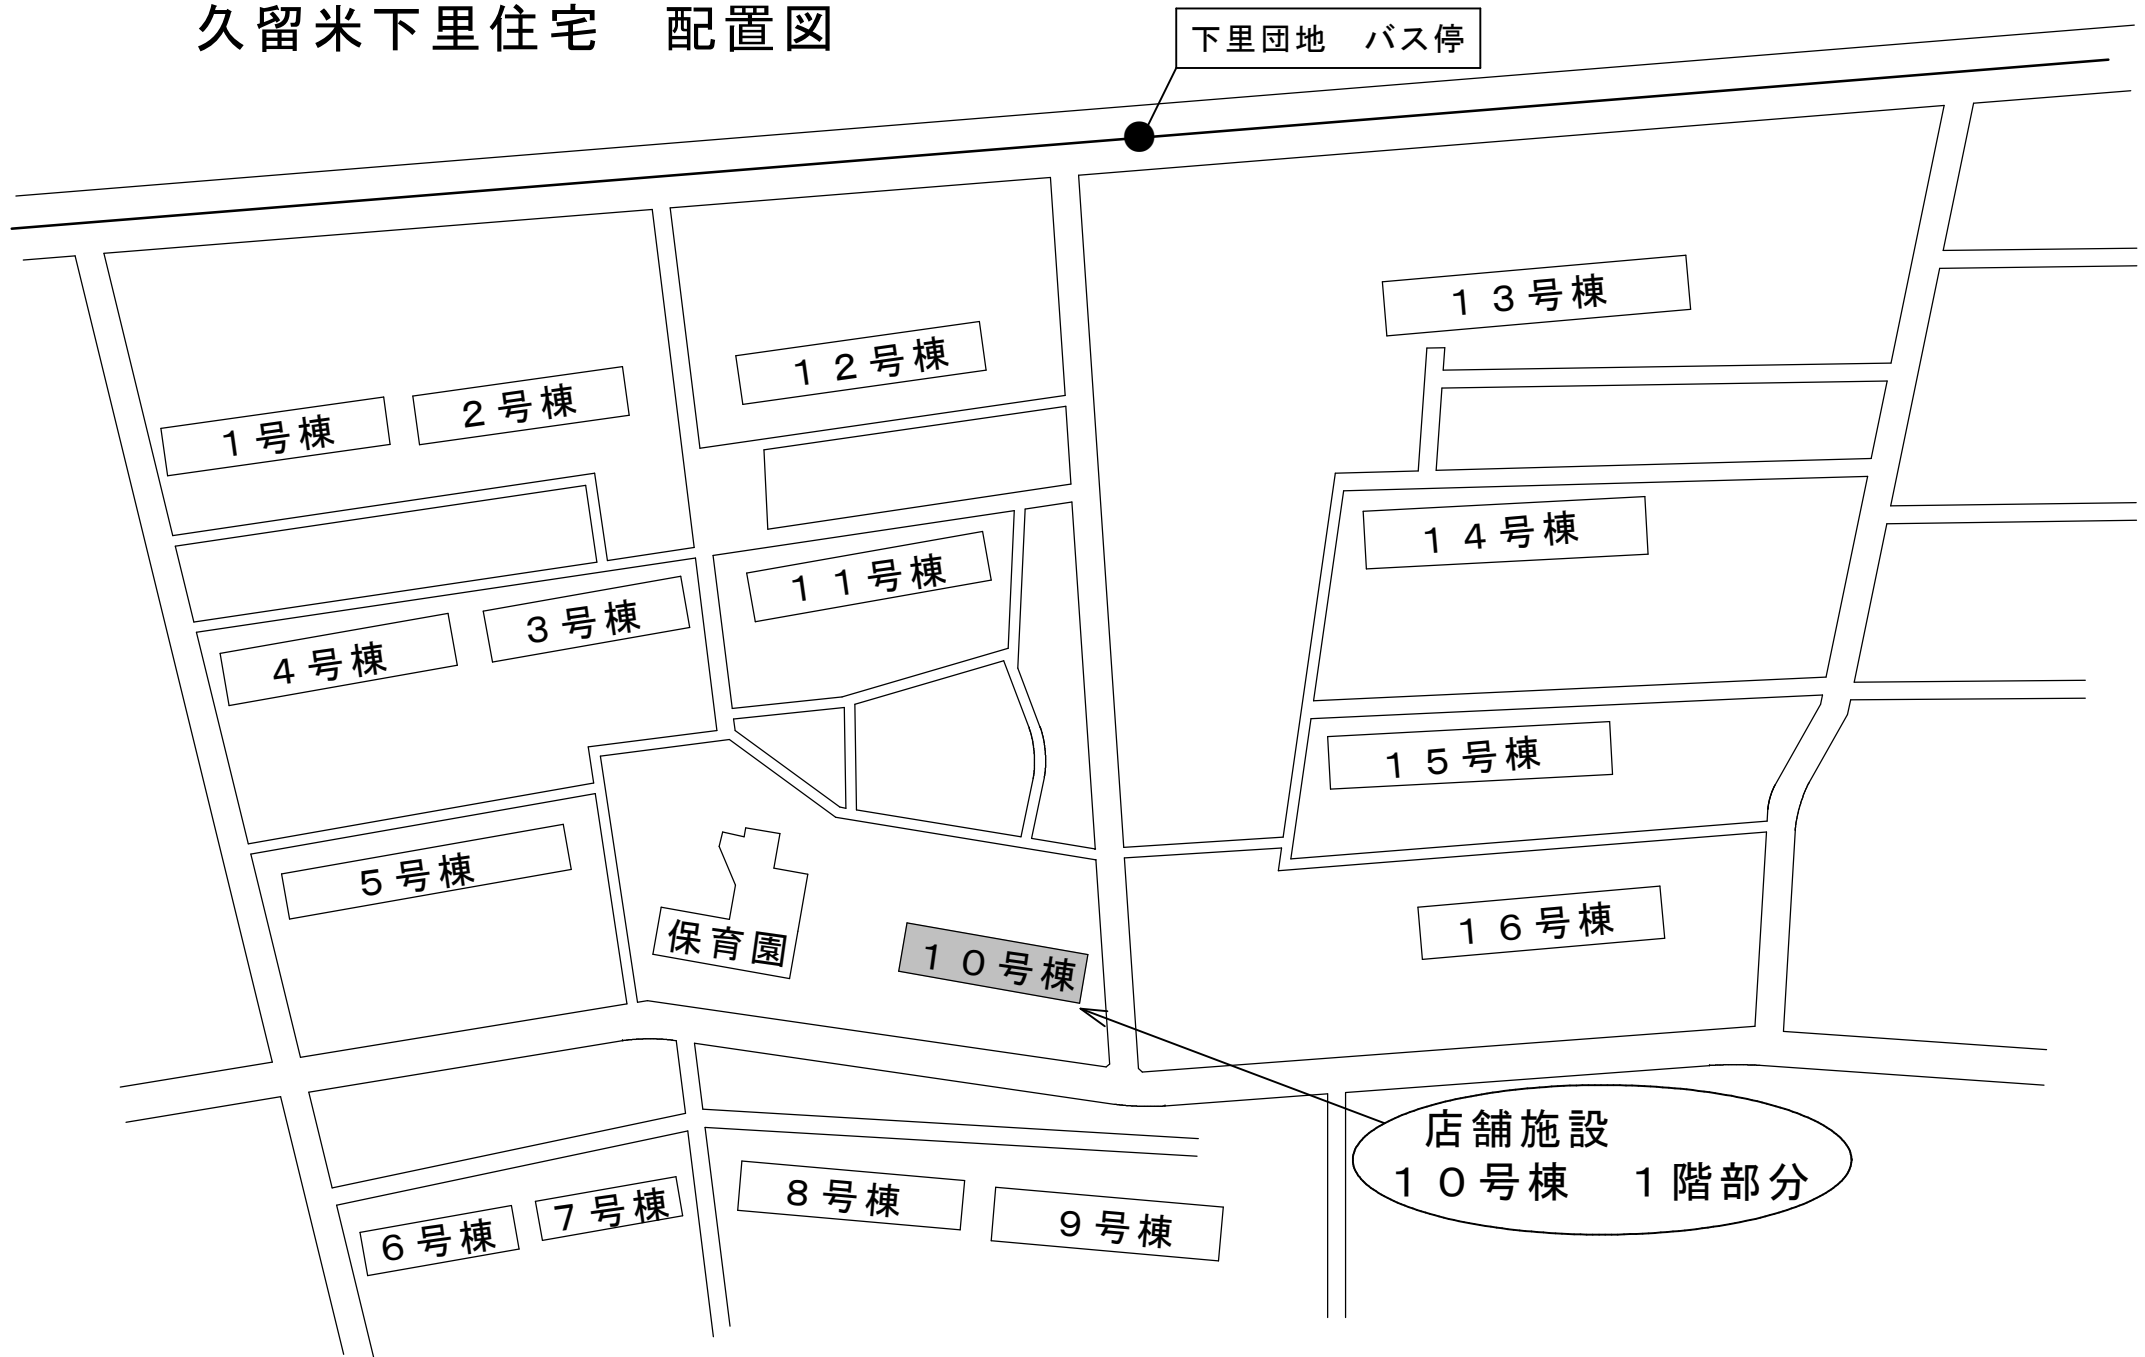 久留米下里住宅　配置図
下里団地　バス停
１３号棟
１２号棟
２号棟
１号棟
１４号棟
１１号棟
３号棟
４号棟
１５号棟
５号棟
１６号棟
保育園
１０号棟
店舗施設
１０号棟　１階部分
８号棟
７号棟
９号棟
６号棟